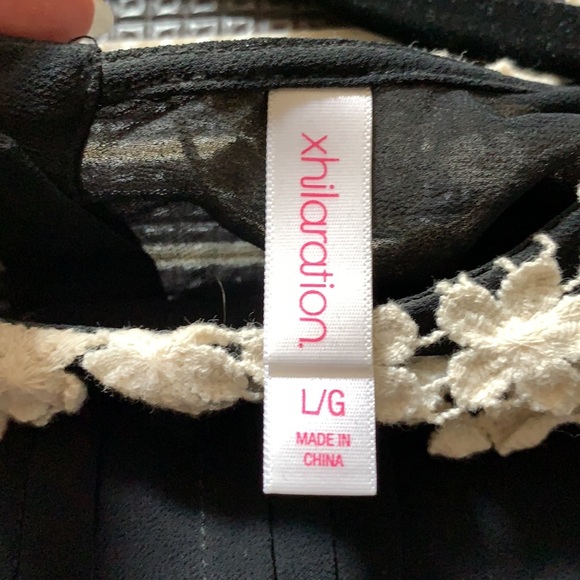 xhilaration.
L/G
MADE IN
CHINA